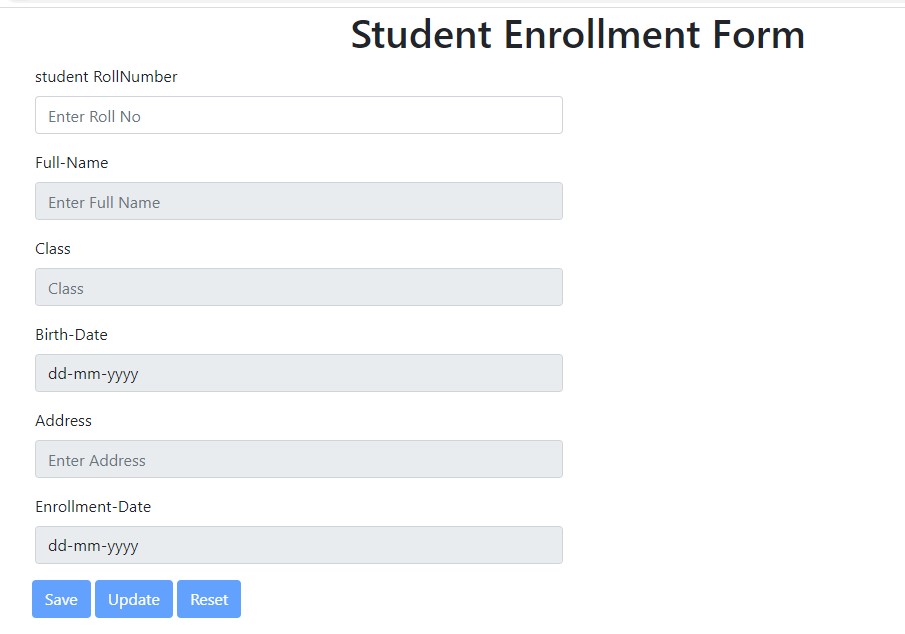 Student Enrollment Form
student RollNumber
Enter Roll No
Full-Name
Enter Full Name
Class
Class
Birth-Date
dd-mm-yyyy
Address
Enter Address
Enrollment-Date
dd-mm-yyyy
Save Update Reset